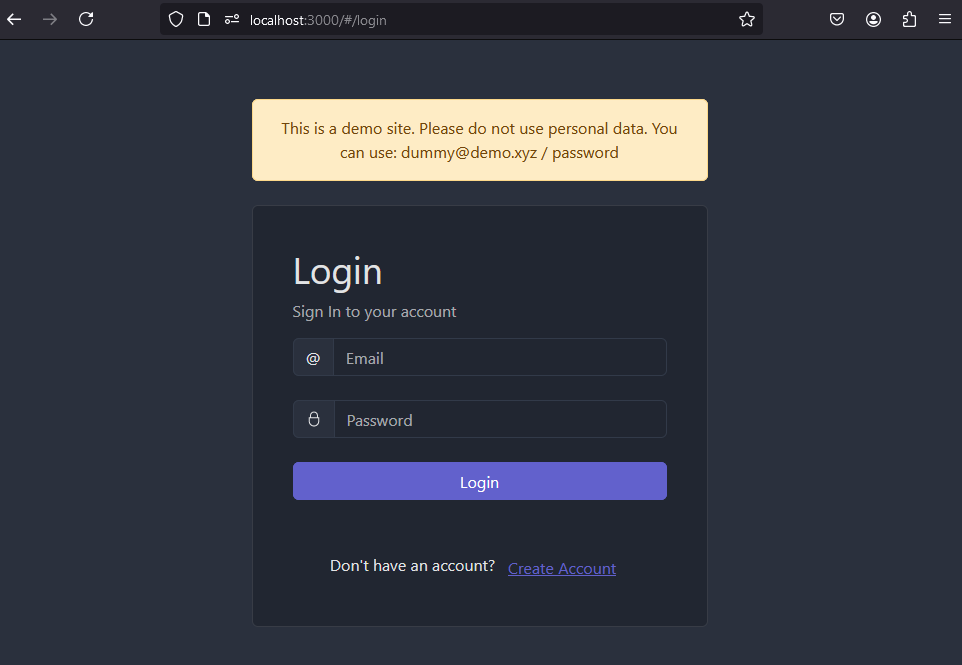 localhost:3000/#/login
This is a demo site. Please do not use personal data. You
can use: dummy@demo.xyz / password
Login
Sign In to your account
@ Email
Password
Login
Don't have an account? Create Account